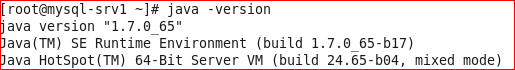 [root@mysql-srv1 ~]# java -version
java version "1.7.0_65"
Java(TM) SE Runtime Environment (build 1.7.0_65-b17)
Java HotSpot(TM) 64-Bit Server VM (build 24.65-b04, mixed mode)